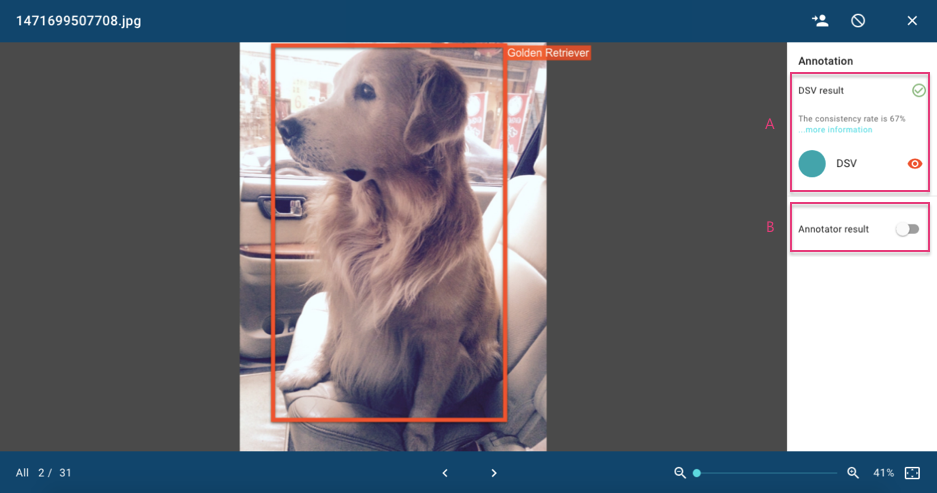 1471699507708.jpg
Golden Retriever
Annotation
DSV result
The consistency rate is 67%
...more information
A
DSV
B
Annotator result
All 2 / 31
41%